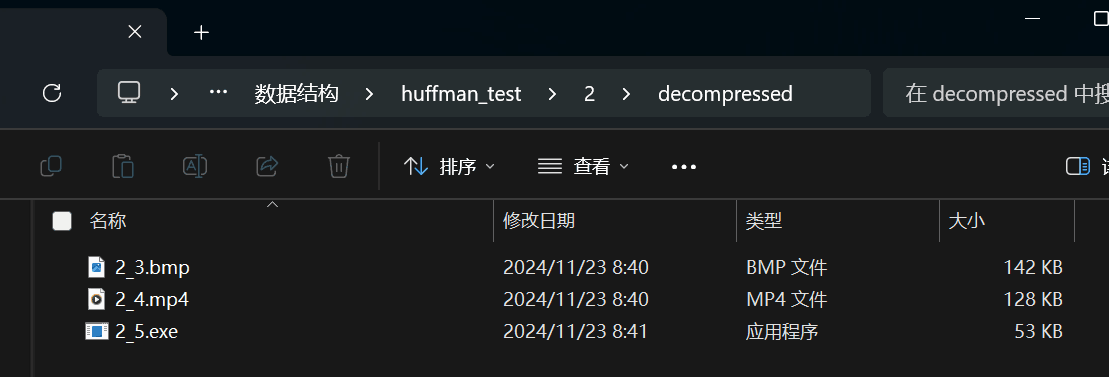 数据结构 huffman_test 2 decompressed 在 decompressed 中
排序 查看
名称 修改日期 类型 大小
2_3.bmp 2024/11/23 8:40 BMP 文件 142 KB
2_4.mp4 2024/11/23 8:40 MP4 文件 128 KB
2_5.exe 2024/11/23 8:41 应用程序 53 KB